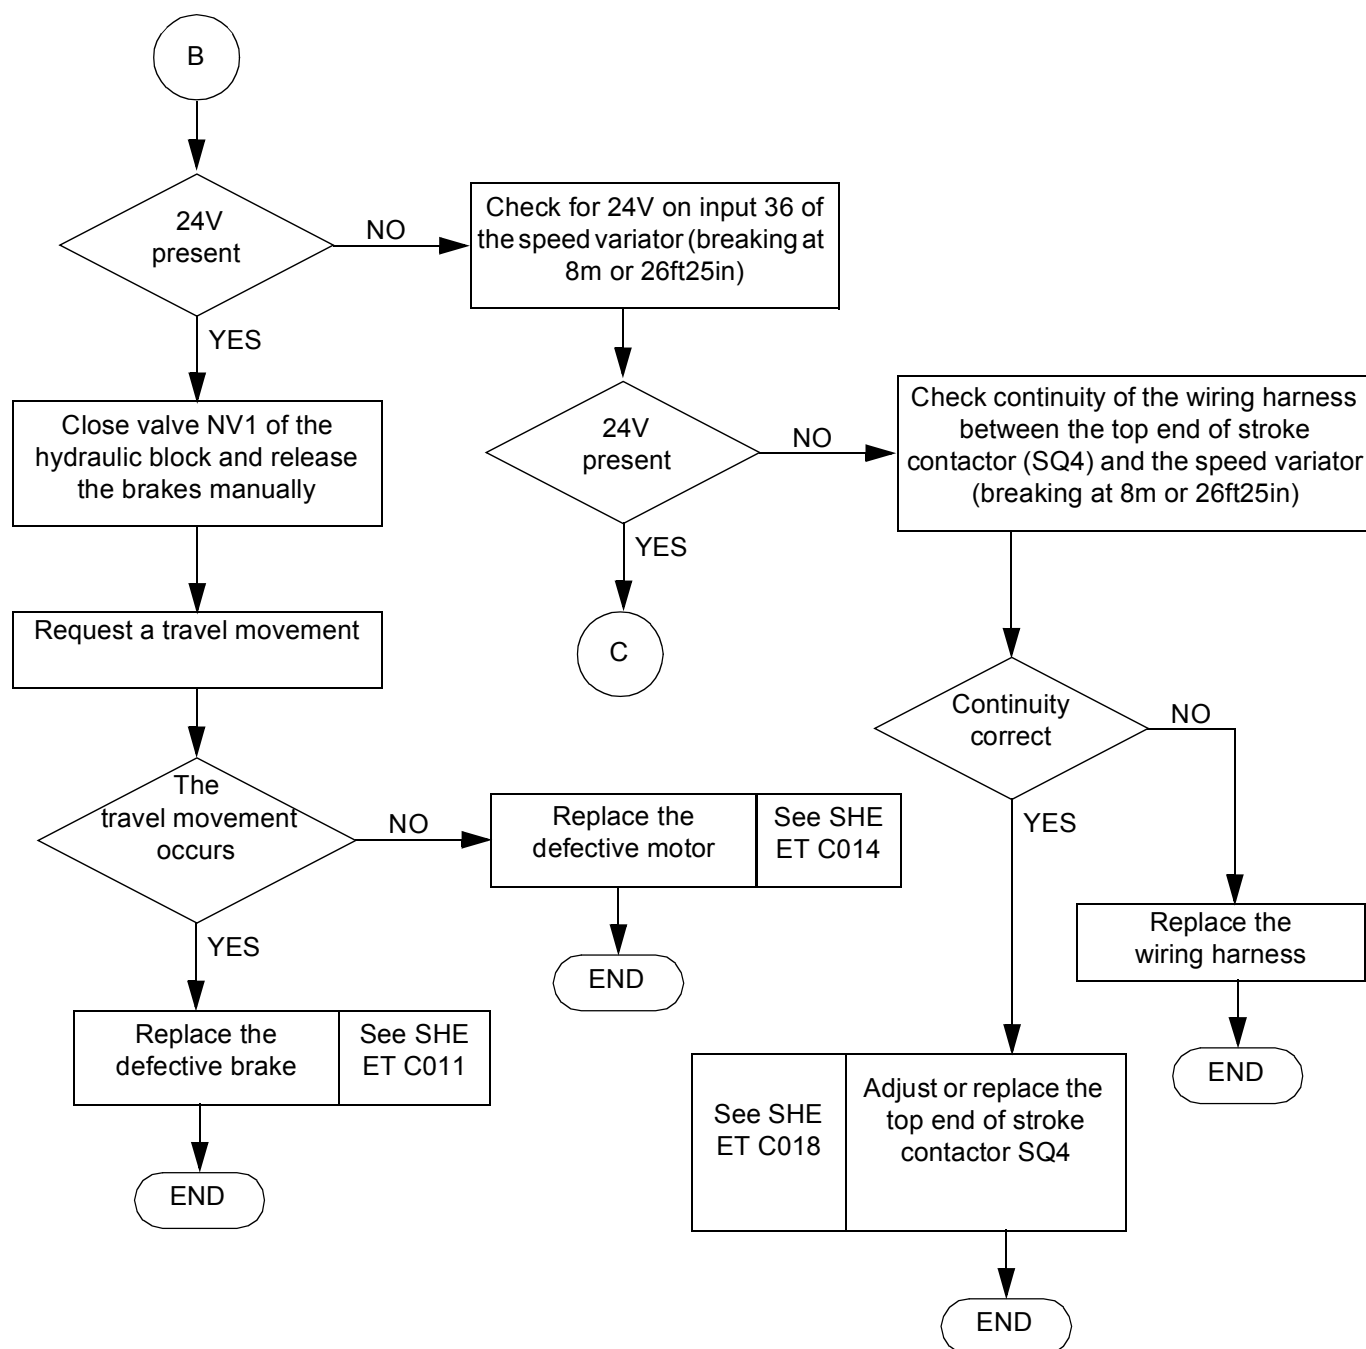 B
24V
present
NO
YES
Check for 24V on input 36 of
the speed variator (breaking at
8m or 26ft25in)
24V
present
NO
YES
C
Check continuity of the wiring harness
between the top end of stroke
contactor (SQ4) and the speed variator
(breaking at 8m or 26ft25in)
Continuity
correct
NO
YES
Replace the
wiring harness
END
See SHE
ET C018
Adjust or replace the
top end of stroke
contactor SQ4
END
Close valve NV1 of the
hydraulic block and release
the brakes manually
Request a travel movement
The
travel movement
occurs
NO
YES
Replace the
defective motor
See SHE
ET C014
END
Replace the
defective brake
See SHE
ET C011
END